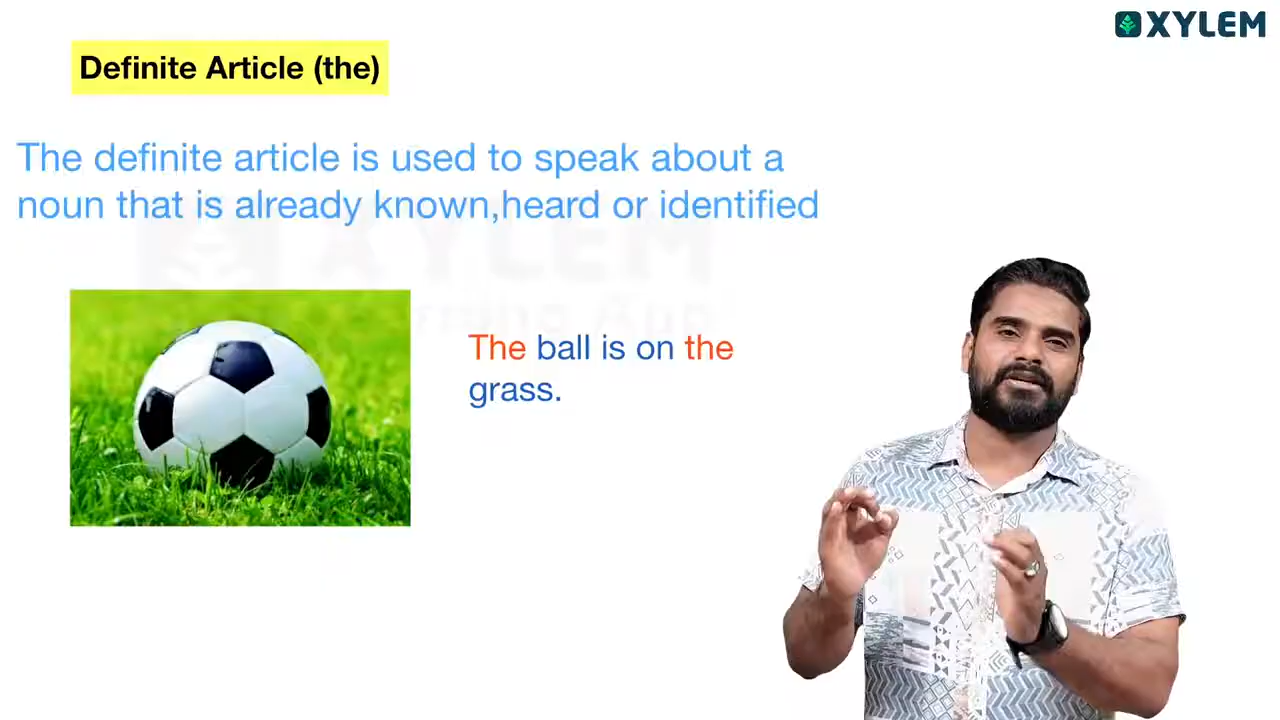 XYLEM
Definite Article (the)
The definite article is used to speak about a
noun that is already known,heard or identified
XYLEM
The ball is on the
grass.